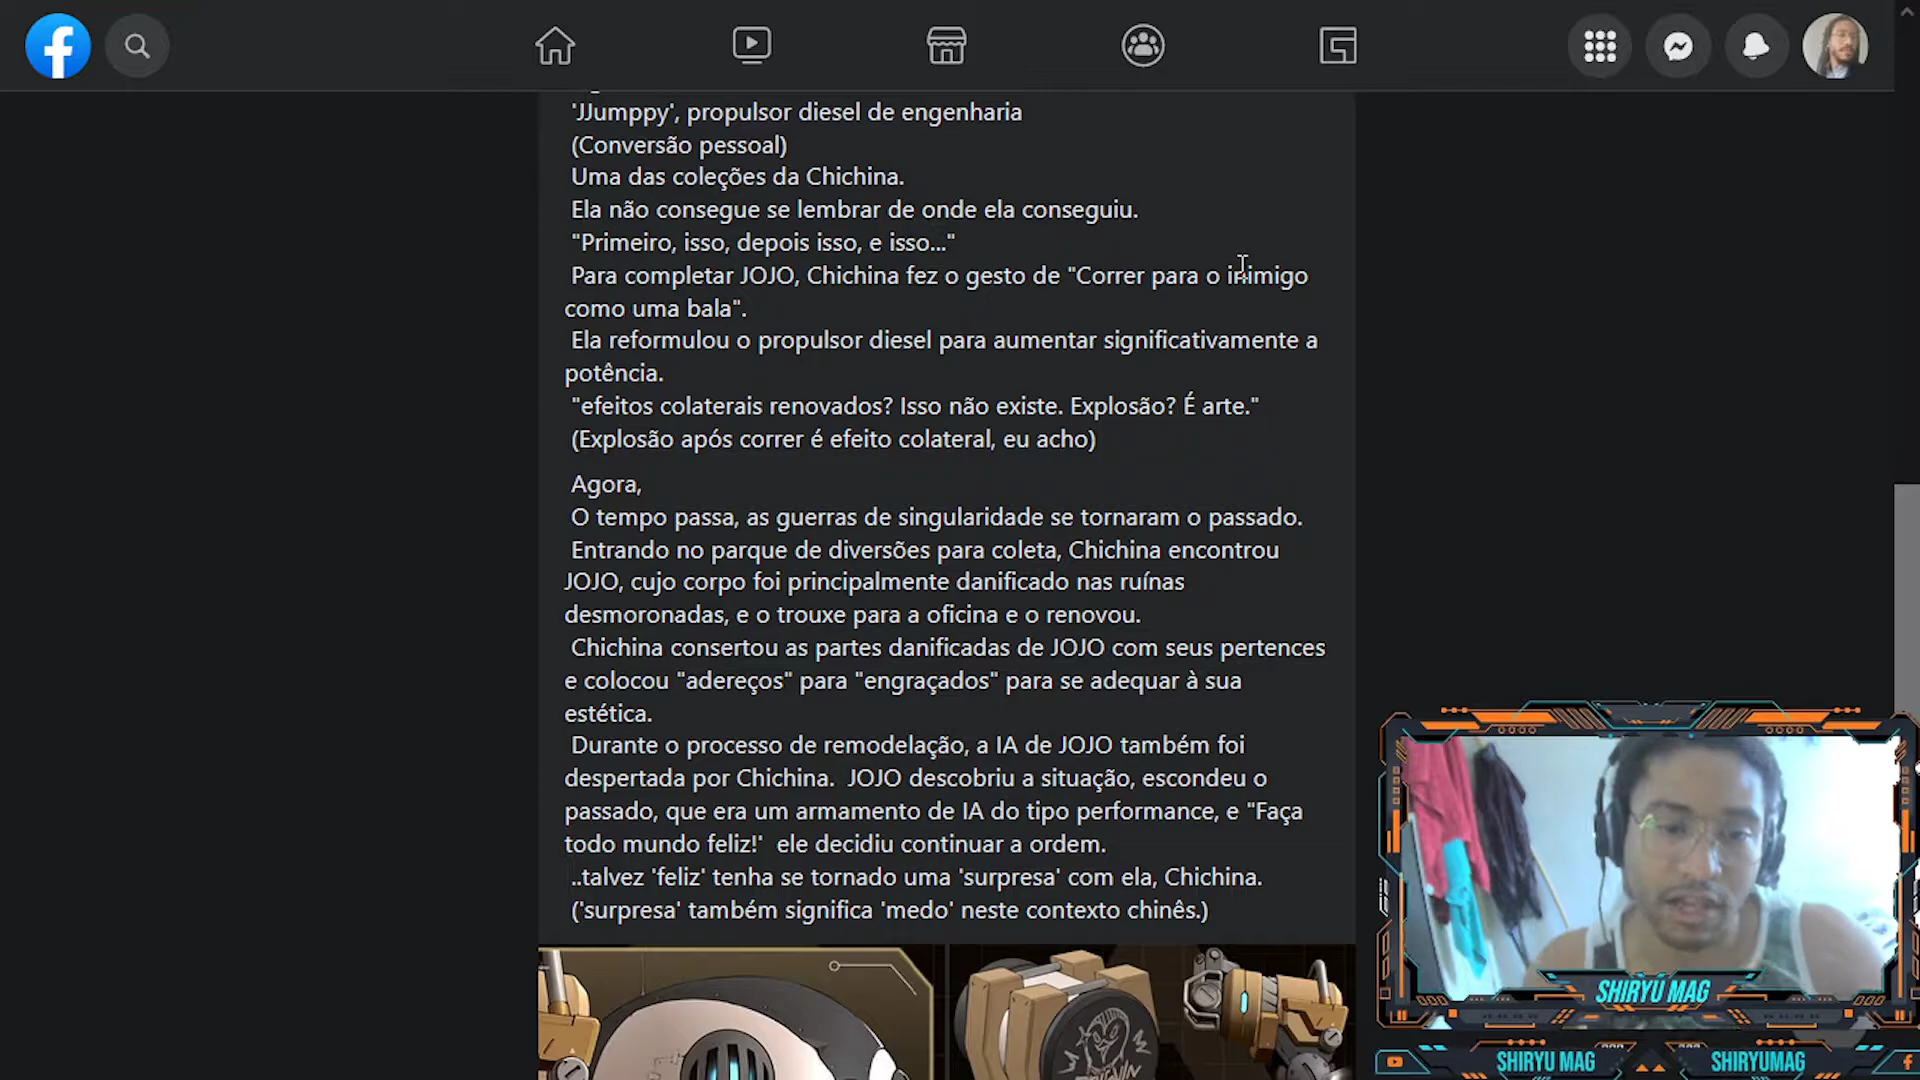 'JJumppy', propulsor diesel de engenharia
(Conversão pessoal)
Uma das coleções da Chichina.
Ela não consegue se lembrar de onde ela conseguiu.
"Primeiro, isso, depois isso, e isso..."
Para completar JOJO, Chichina fez o gesto de "Correr para o inimigo
como uma bala".
Ela reformulou o propulsor diesel para aumentar significativamente a
potência.
"efeitos colaterais renovados? Isso não existe. Explosão? É arte."
(Explosão após correr é efeito colateral, eu acho)
Agora,
O tempo passa, as guerras de singularidade se tornaram o passado.
Entrando no parque de diversões para coleta, Chichina encontrou
JOJO, cujo corpo foi principalmente danificado nas ruínas
desmoronadas, e o trouxe para a oficina e o renovou.
Chichina consertou as partes danificadas de JOJO com seus pertences
e colocou "adereços" para "engraçados" para se adequar à sua
estética.
Durante o processo de remodelação, a IA de JOJO também foi
despertada por Chichina.  JOJO descobriu a situação, escondeu o
passado, que era um armamento de IA do tipo performance, e "Faça
todo mundo feliz!'  ele decidiu continuar a ordem.
..talvez 'feliz' tenha se tornado uma 'surpresa' com ela, Chichina.
('surpresa' também significa 'medo' neste contexto chinês.)
SHIRYU MAG
SHIRYU MAG
SHIRYUMAG